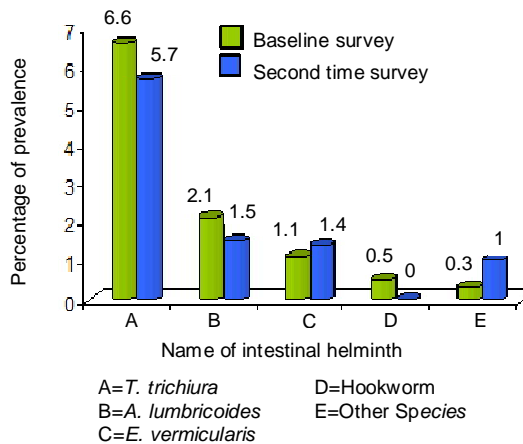 Baseline survey
Second time survey
Percentage of prevalence
7
6
5
4
3
2
1
0
6.6
5.7
2.1
1.5
1.1
1.4
0.5
0
0.3
1
A B C D E
Name of intestinal helminth
A=T. trichiura D=Hookworm
B=A. lumbricoides E=Other Species
C=E. vermicularis